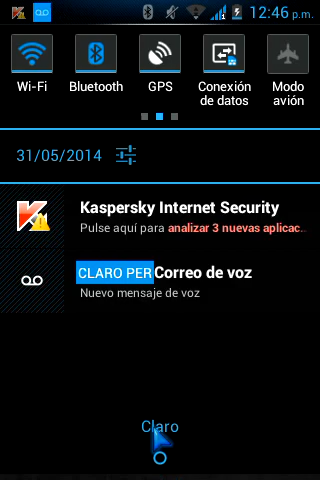 12:46 p.m.
Wi-Fi
Bluetooth
GPS
Conexión
de datos
Modo
avión
31/05/2014
Kaspersky Internet Security
Pulse aquí para analizar 3 nuevas aplicac..
CLARO PER Correo de voz
Nuevo mensaje de voz
Claro